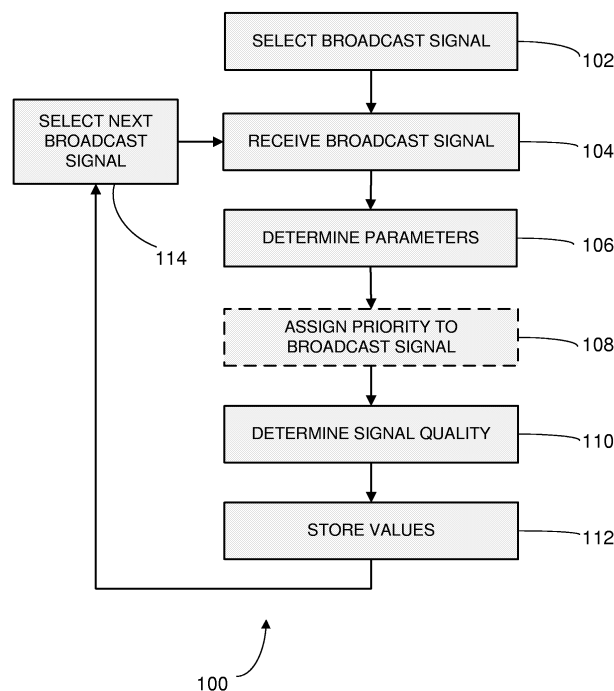 SELECT BROADCAST SIGNAL
102
SELECT NEXT
BROADCAST
SIGNAL
RECEIVE BROADCAST SIGNAL
104
114
DETERMINE PARAMETERS
106
ASSIGN PRIORITY TO
BROADCAST SIGNAL
108
DETERMINE SIGNAL QUALITY
110
STORE VALUES
112
100